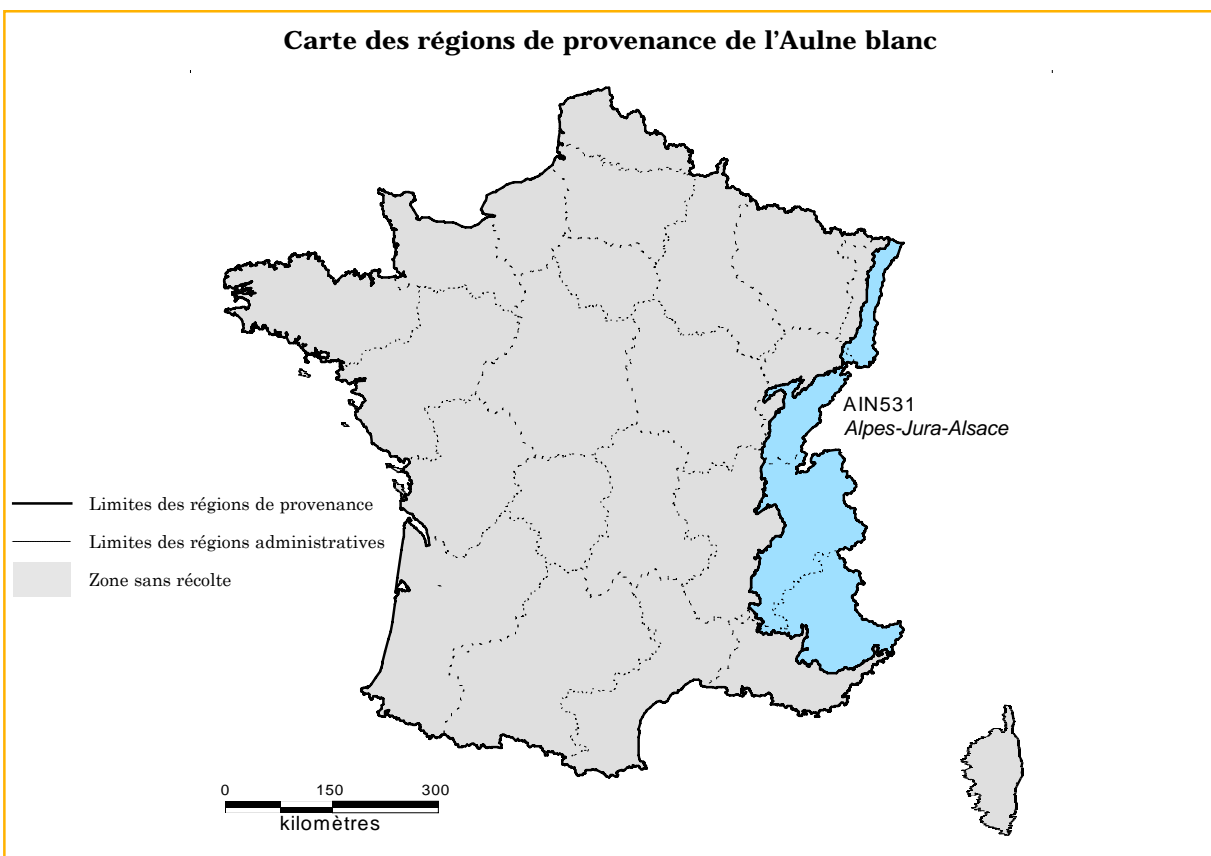 Carte des régions de provenance de l'Aulne blanc
AIN531
Alpes-Jura-Alsace
Limites des régions de provenance
Limites des régions administratives
Zone sans récolte
0 150 300
kilomètres